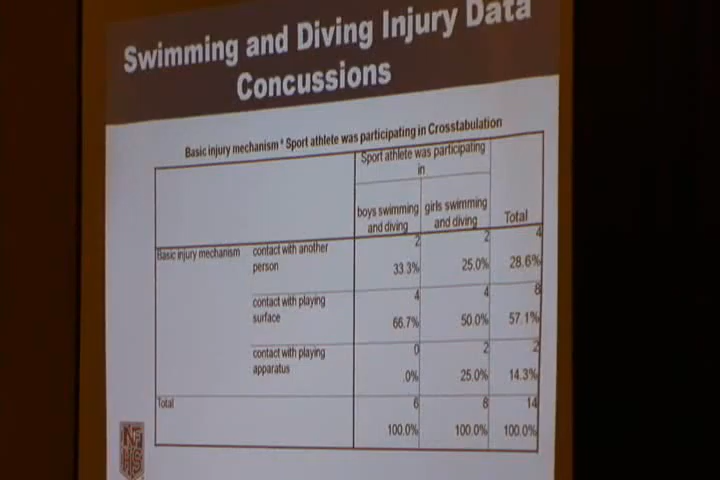 Swimming and Diving Injury Data
Concussions
Basic injury mechanism * Sport athlete was participating in Crosstabulation
Sport athlete was participating
in
boys swimming girls swimming
and diving and diving Total
Basic injury mechanism contact with another 2 2 4
person 33.3% 25.0% 28.6%
contact with playing 4 4 8
surface 66.7% 50.0% 57.1%
contact with playing 0 2 2
apparatus .0% 25.0% 14.3%
Total 6 8 14
100.0% 100.0% 100.0%
NF
HS